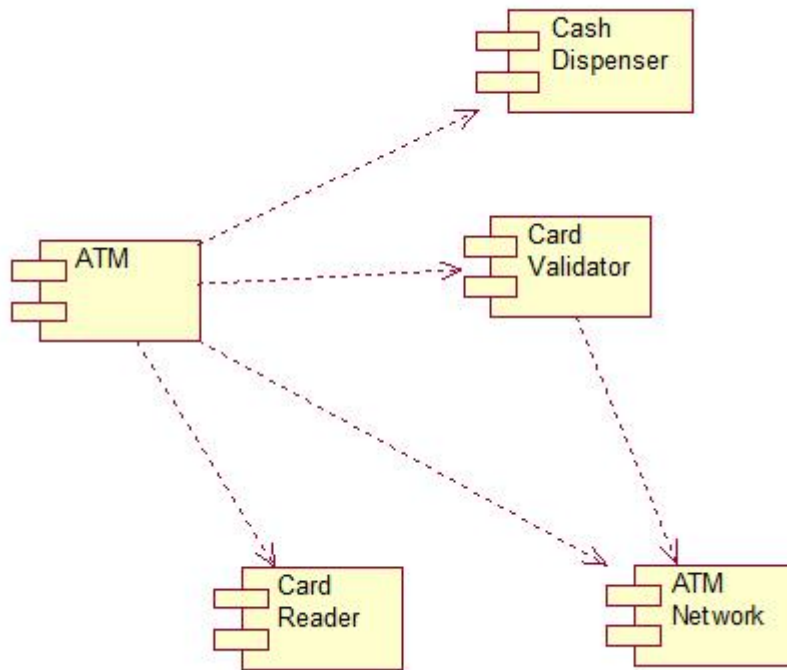 Cash
Dispenser
ATM
Card
Validator
Card
Reader
ATM
Network